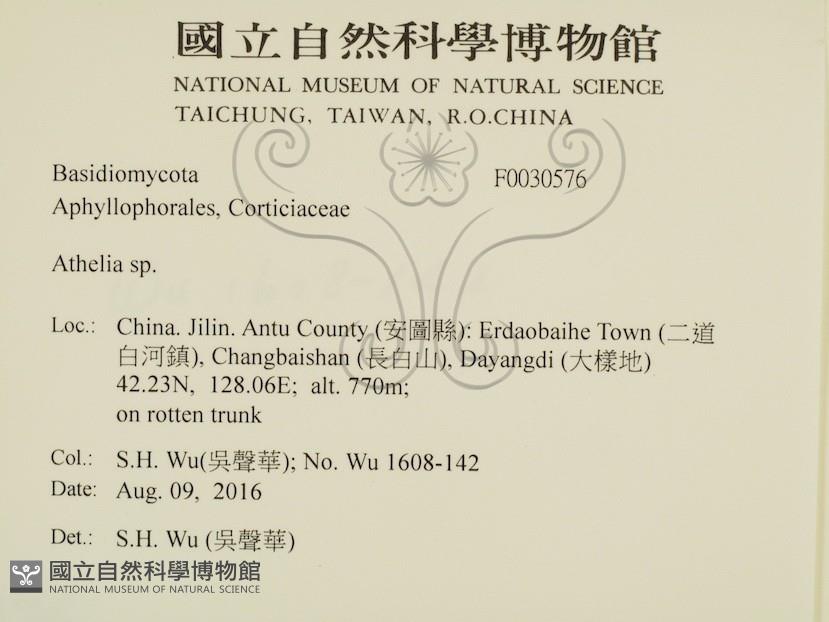 國立自然科學博物館
NATIONAL MUSEUM OF NATURAL SCIENCE
TAICHUNG, TAIWAN, R.O.CHINA
Basidiomycota F0030576
Aphyllophorales, Corticiaceae
Athelia sp.
Loc.: China. Jilin. Antu County (安圖縣): Erdaobaihe Town (二道
白河鎮), Changbaishan (長白山), Dayangdi (大樣地)
42.23N, 128.06E; alt. 770m;
on rotten trunk
Col.: S.H. Wu(吳聲華); No. Wu 1608-142
Date: Aug. 09, 2016
Det.: S.H. Wu (吳聲華)
國立自然科學博物館
NATIONAL MUSEUM OF NATURAL SCIENCE